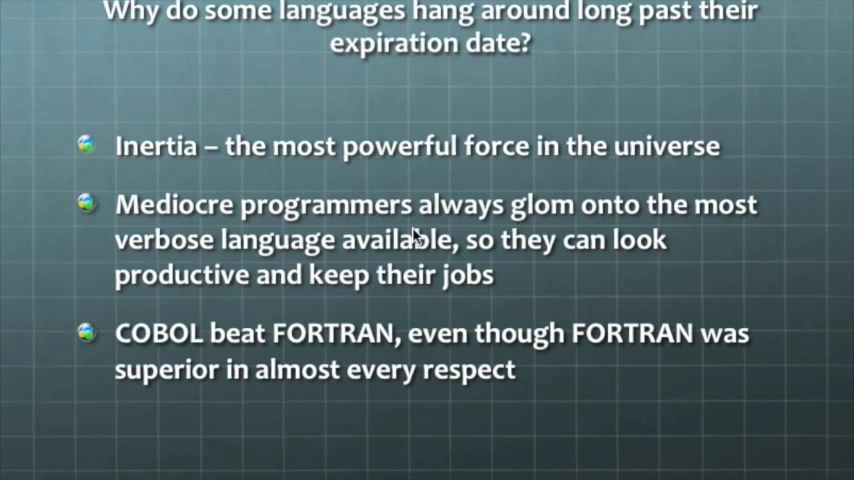 Why do some languages hang around long past their
expiration date?
Inertia – the most powerful force in the universe
Mediocre programmers always glom onto the most
verbose language available, so they can look
productive and keep their jobs
COBOL beat FORTRAN, even though FORTRAN was
superior in almost every respect